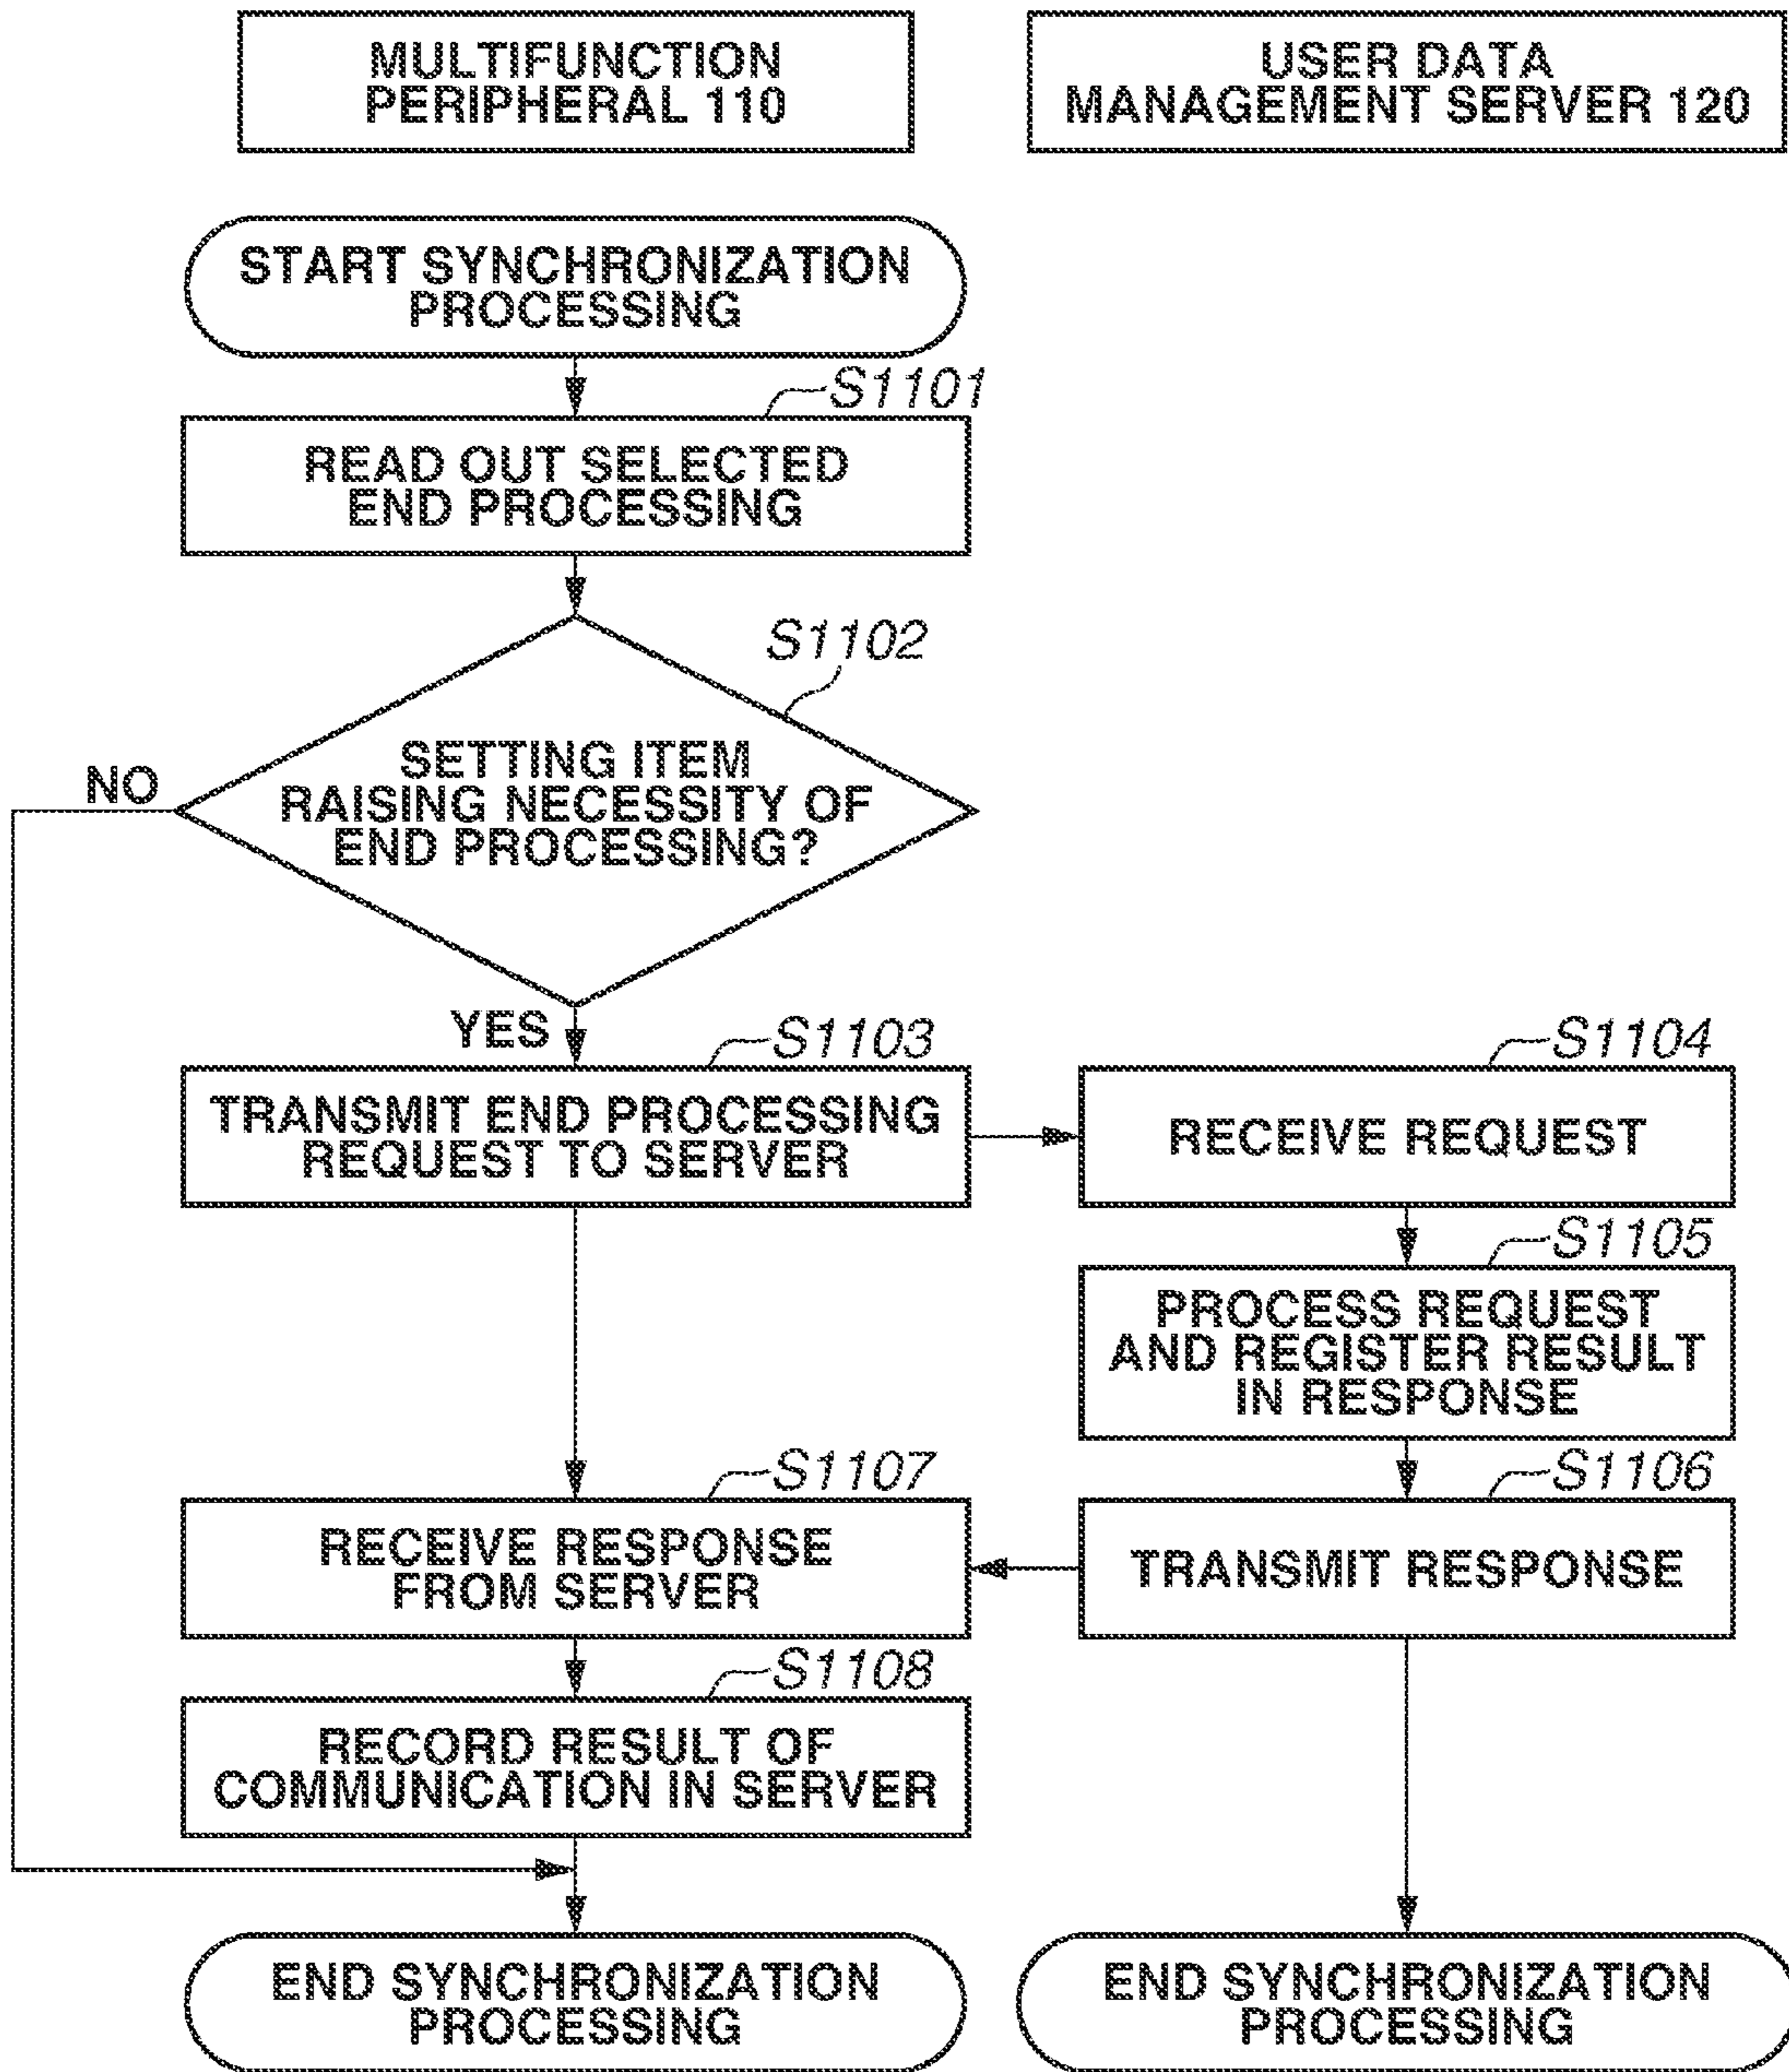 MULTIFUNCTION
PERIPHERAL 110
USER DATA
MANAGEMENT SERVER 120
START SYNCHRONIZATION
PROCESSING
S1101
READ OUT SELECTED
END PROCESSING
S1102
SETTING ITEM
RAISING NECESSITY OF
END PROCESSING?
NO
YES
S1103
TRANSMIT END PROCESSING
REQUEST TO SERVER
S1104
RECEIVE REQUEST
S1105
PROCESS REQUEST
AND REGISTER RESULT
IN RESPONSE
S1107
RECEIVE RESPONSE
FROM SERVER
S1106
TRANSMIT RESPONSE
S1108
RECORD RESULT OF
COMMUNICATION IN SERVER
END SYNCHRONIZATION
PROCESSING
END SYNCHRONIZATION
PROCESSING